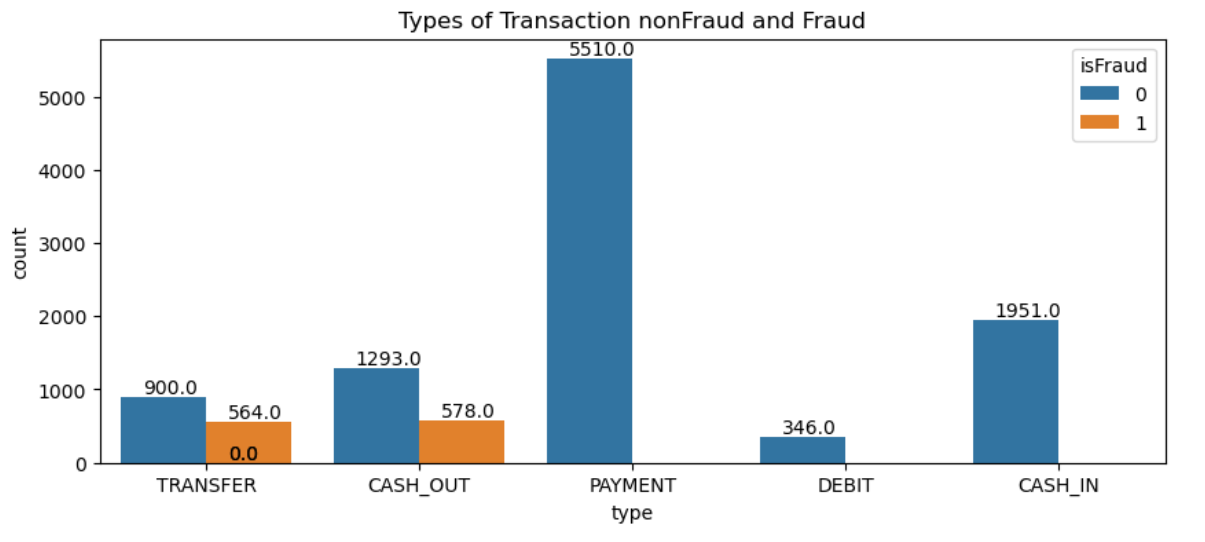 Types of Transaction nonFraud and Fraud
isFraud
0
1
count
5000
4000
3000
2000
1000
0
900.0
564.0
0.0
1293.0
578.0
5510.0
346.0
1951.0
TRANSFER
CASH_OUT
PAYMENT
DEBIT
CASH_IN
type